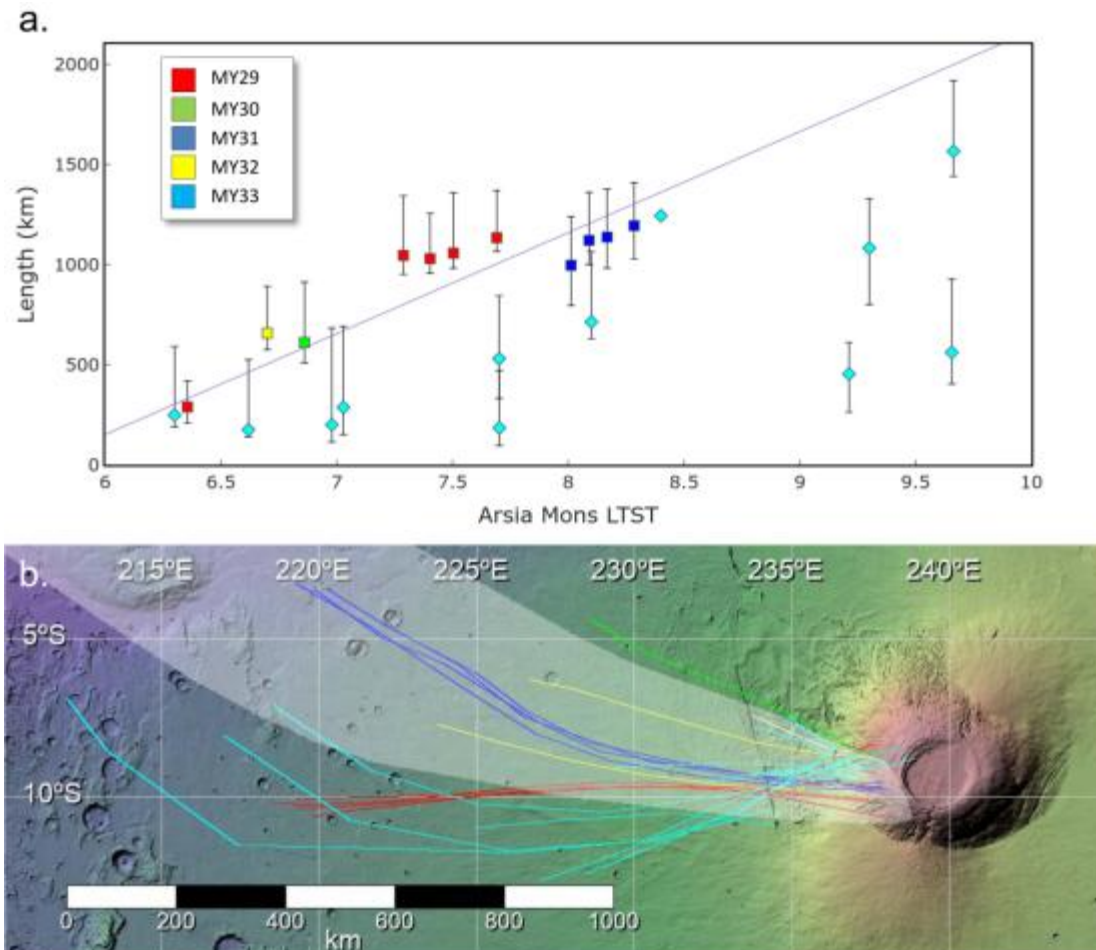 a.
2000
1500
1000
500
0
Length (km)
MY29
MY30
MY31
MY32
MY33
6 6.5 7 7.5 8 8.5 9 9.5 10
Arsia Mons LTST
b.
215ºE 220ºE 225ºE 230ºE 235ºE 240ºE
5ºS
10ºS
0 200 400 600 800 1000
km